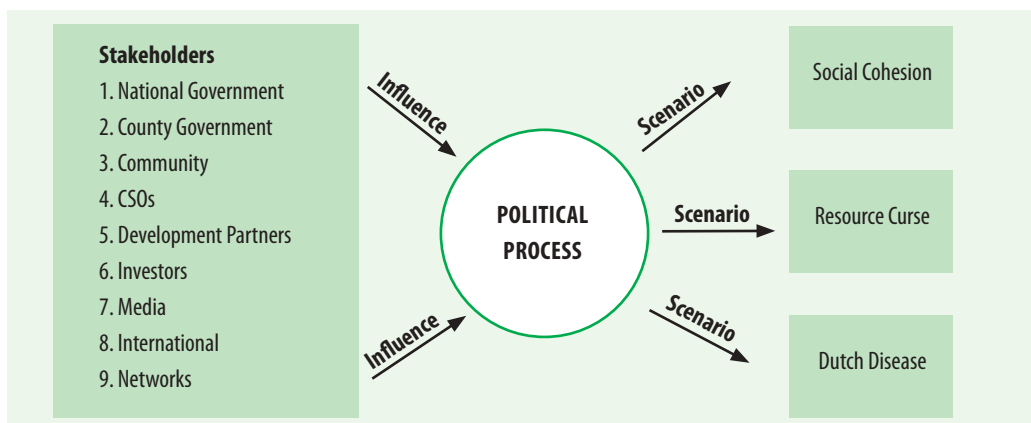 Stakeholders
1. National Government
2. County Government
3. Community
4. CSOs
5. Development Partners
6. Investors
7. Media
8. International
9. Networks
Influence
Influence
POLITICAL
PROCESS
Scenario
Scenario
Scenario
Social Cohesion
Resource Curse
Dutch Disease